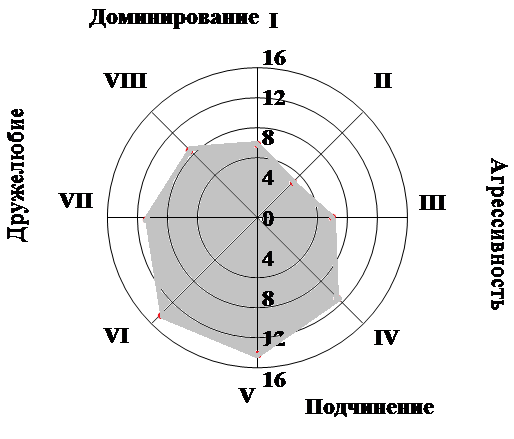 Доминирование I
16
VIII
II
12
8
Дружелюбие
4
VII
0
III
Агрессивность
4
8
VI
12
IV
16
V
Подчинение